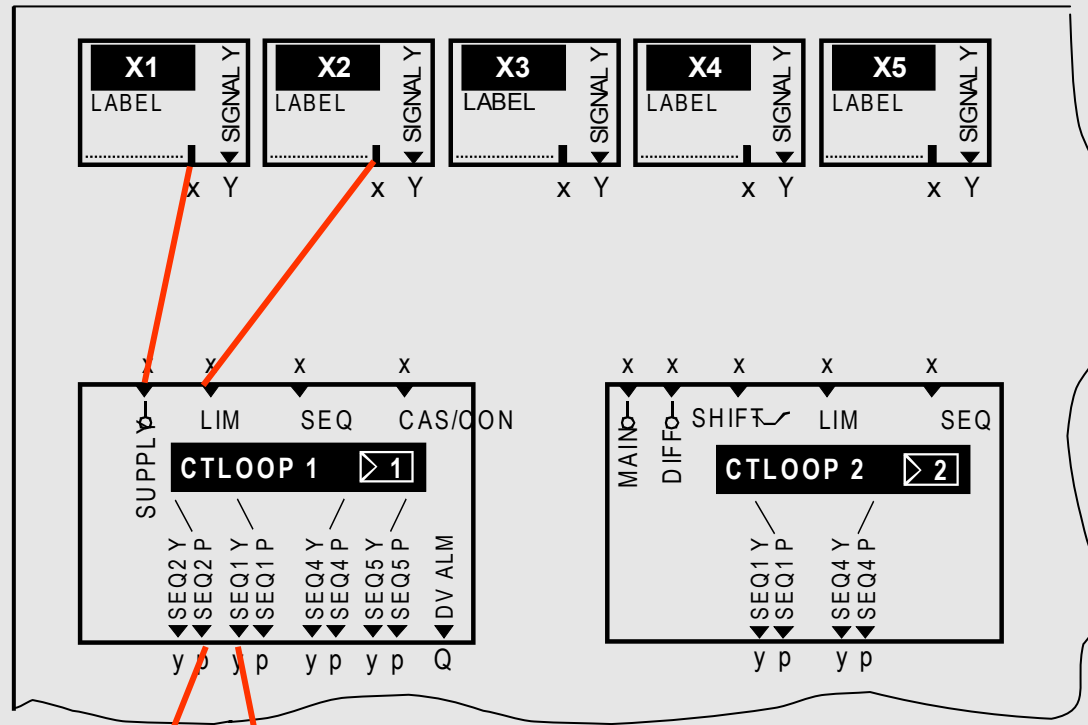 X1 SIGNAL Y
LABEL
x Y
X2 SIGNAL Y
LABEL
x Y
X3 SIGNAL Y
LABEL
x Y
X4 SIGNAL Y
LABEL
x Y
X5 SIGNAL Y
LABEL
x Y
x x x x
SUPPLY LIM SEQ CAS/CON
CTLOOP 1 1
SEQ2 Y SEQ2 P SEQ1 Y SEQ1 P SEQ4 Y SEQ4 P SEQ5 Y SEQ5 P DV ALM
y p y p y p y p Q
x x x x x
MAIN DIFF SHIFT LIM SEQ
CTLOOP 2 2
SEQ1 Y SEQ1 P SEQ4 Y SEQ4 P
y p y p